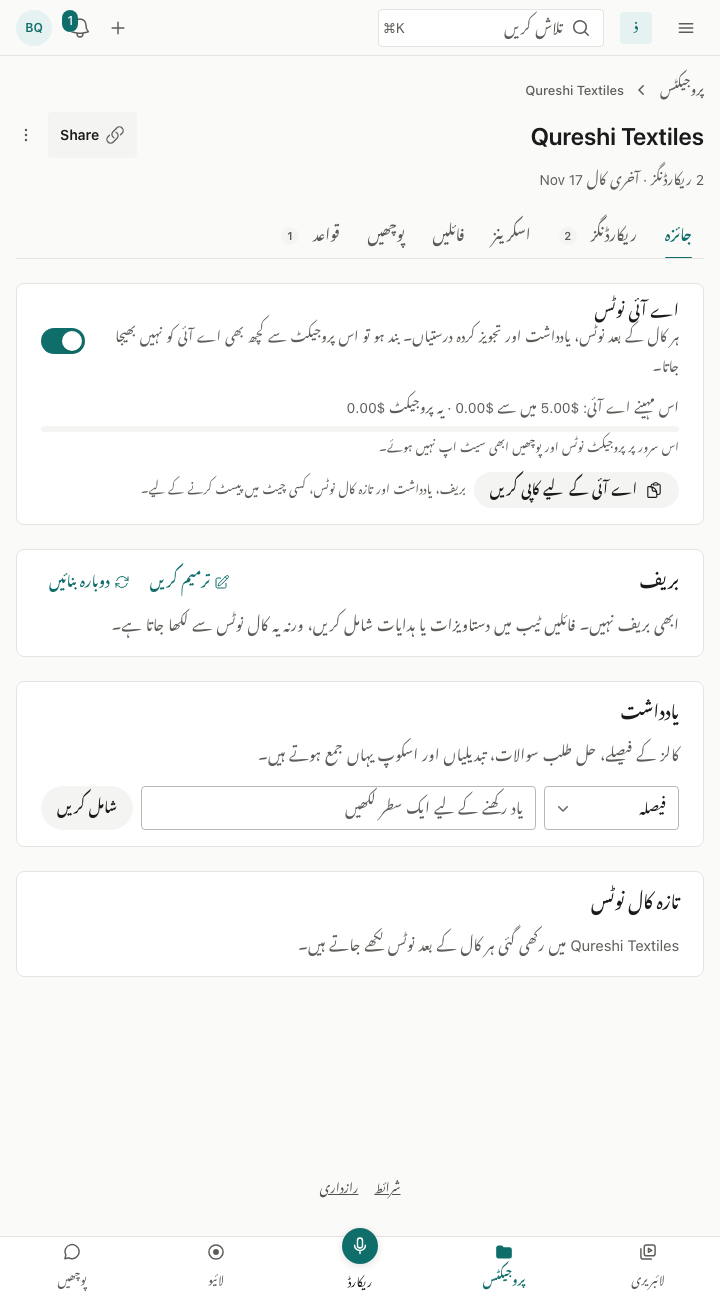 ذ
تلاش کریں
⌘K
1
BQ
پروجیکٹس
Qureshi Textiles
Qureshi Textiles
Share
2 ریکارڈنگز · آخری کال Nov 17
جائزہ
ریکارڈنگز 2
اسکرینز
فائلیں
پوچھیں
قواعد 1
اے آئی نوٹس
ہر کال کے بعد نوٹس، یادداشت اور تجویز کردہ درستیاں۔ بند ہو تو اس پروجیکٹ سے کچھ بھی اے آئی کو نہیں بھیجا
جاتا۔
اس مہینے اے آئی: $5.00 میں سے $0.00 · یہ پروجیکٹ $0.00
اس سرور پر پروجیکٹ نوٹس اور پوچھیں ابھی سیٹ اپ نہیں ہوئے۔
اے آئی کے لیے کاپی کریں
بریف، یادداشت اور تازہ کال نوٹس، کسی چیٹ میں پیسٹ کرنے کے لیے۔
بریف
ترمیم کریں
دوبارہ بنائیں
ابھی بریف نہیں۔ فائلیں ٹیب میں دستاویزات یا ہدایات شامل کریں، ورنہ یہ کال نوٹس سے لکھا جاتا ہے۔
یادداشت
کالز کے فیصلے، حل طلب سوالات، تبدیلیاں اور اسکوپ یہاں جمع ہوتے ہیں۔
فیصلہ
یاد رکھنے کے لیے ایک سطر لکھیں
شامل کریں
تازہ کال نوٹس
Qureshi Textiles میں رکھی گئی ہر کال کے بعد نوٹس لکھے جاتے ہیں۔
شرائط
رازداری
لائبریری
پروجیکٹس
ریکارڈ
لائیو
پوچھیں